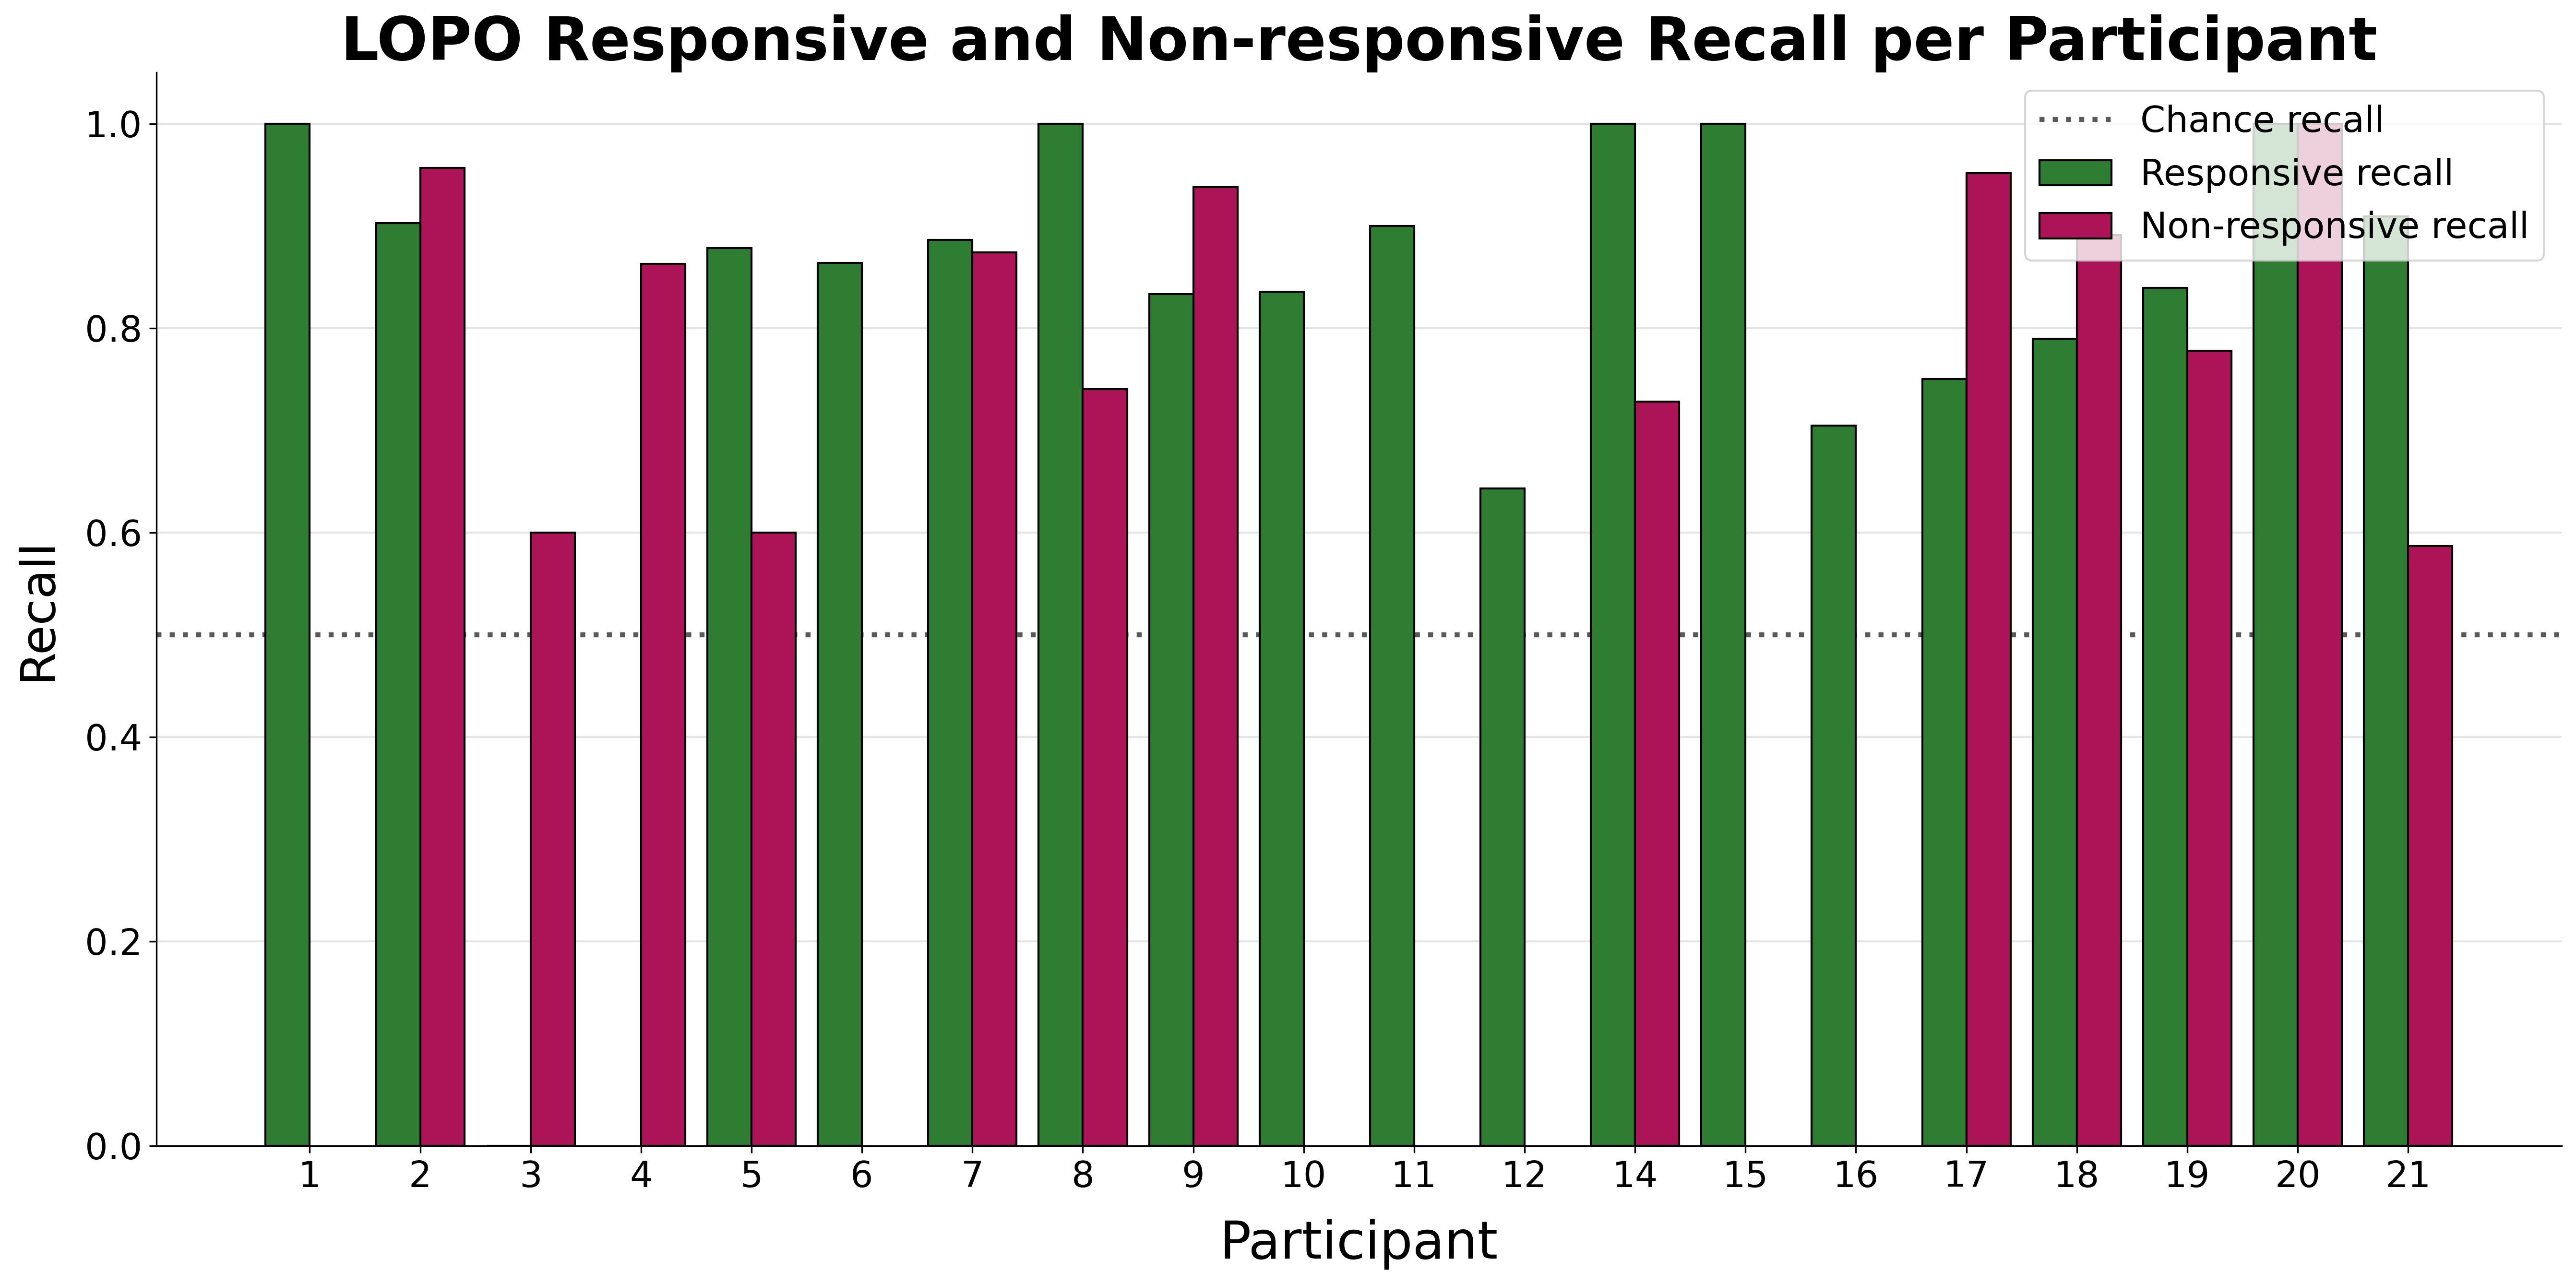 LOPO Responsive and Non-responsive Recall per Participant
Chance recall
Responsive recall
Non-responsive recall
Recall
1.0
0.8
0.6
0.4
0.2
0.0
1 2 3 4 5 6 7 8 9 10 11 12 14 15 16 17 18 19 20 21
Participant